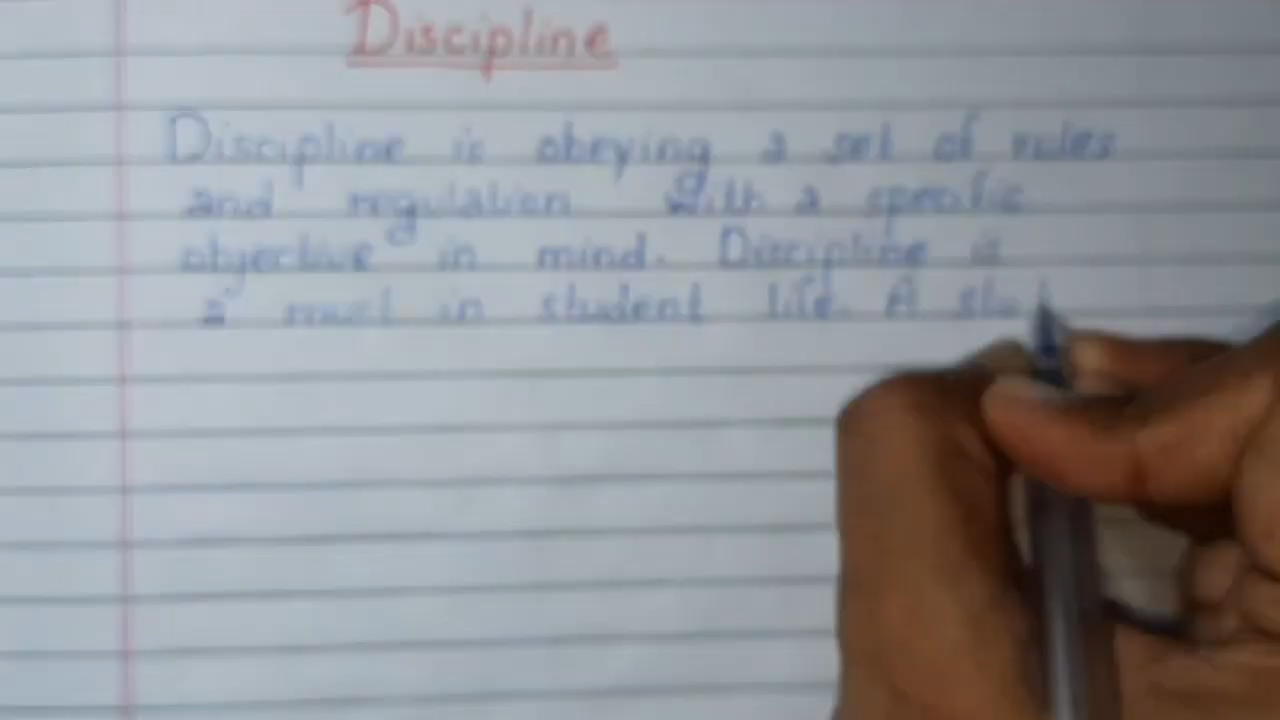 Discipline
Discipline is obeying a set of rules
and regulation with a specific
objective in mind. Discipline is
a must in student life. A